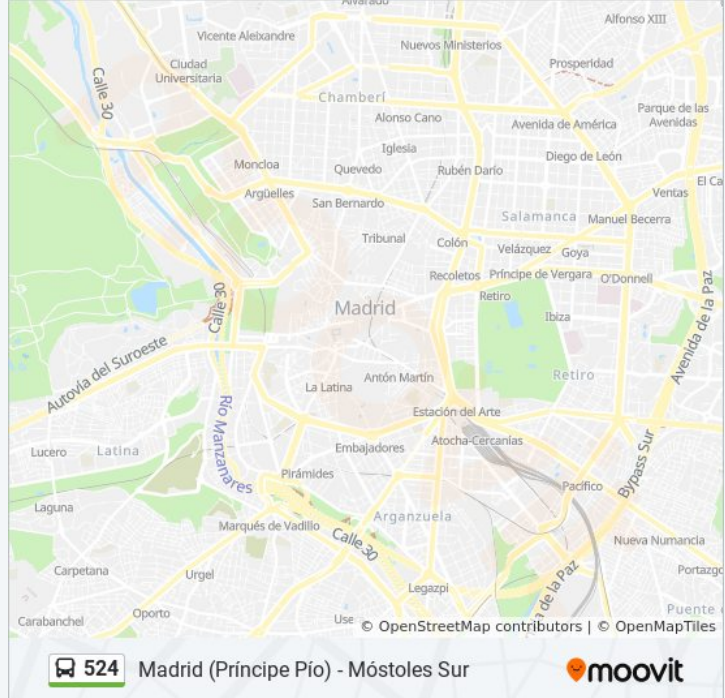 Alvarado
Alfonso XIII
Vicente Aleixandre
Nuevos Ministerios
Ciudad
Universitaria
Prosperidad
Calle 30
Chamberí
Parque de las
Avenidas
Alonso Cano
Avenida de América
Iglesia
Diego de León
Moncloa
Quevedo
Rubén Darío
El Ca
Argüelles
San Bernardo
Ventas
Salamanca
Manuel Becerra
Tribunal
Colón
Velázquez
Goya
Recoletos
Príncipe de Vergara
O'Donnell
Calle 30
Madrid
Retiro
Ibiza
Avenida de la Paz
Autovía del Suroeste
La Latina
Antón Martín
Retiro
Estación del Arte
Río Manzanares
Lucero
Latina
Embajadores
Atocha-Cercanías
Bypass Sur
Pirámides
Pacífico
Laguna
Marqués de Vadillo
Arganzuela
Calle 30
Nueva Numancia
Carpetana
Urgel
Legazpi
a de la Paz
Portazgo
Carabanchel
Oporto
Use
Puente
© OpenStreetMap contributors | © OpenMapTiles
524 Madrid (Príncipe Pío) - Móstoles Sur
moovit